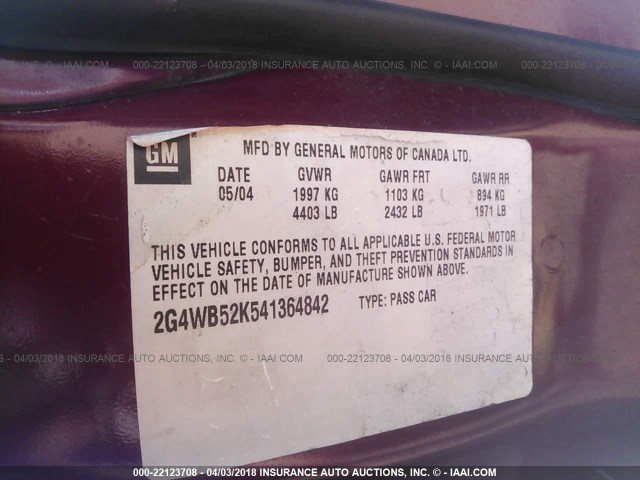 000-22123708 - 04/03/2018 INSURANCE AUTO AUCTIONS, INC. © - IAAI.COM
GM
MFD BY GENERAL MOTORS OF CANADA LTD.
DATE GVWR GAWR FRT GAWR RR
05/04 1997 KG 1103 KG 894 KG
4403 LB 2432 LB 1971 LB
THIS VEHICLE CONFORMS TO ALL APPLICABLE U.S. FEDERAL MOTOR
VEHICLE SAFETY, BUMPER, AND THEFT PREVENTION STANDARDS IN
EFFECT ON THE DATE OF MANUFACTURE SHOWN ABOVE.
2G4WB52K541364842 TYPE: PASS CAR
000-22123708 - 04/03/2018 INSURANCE AUTO AUCTIONS, INC. © - IAAI.COM
000-22123708 - 04/03/2018 INSURANCE AUTO AUCTIONS, INC. © - IAAI.COM